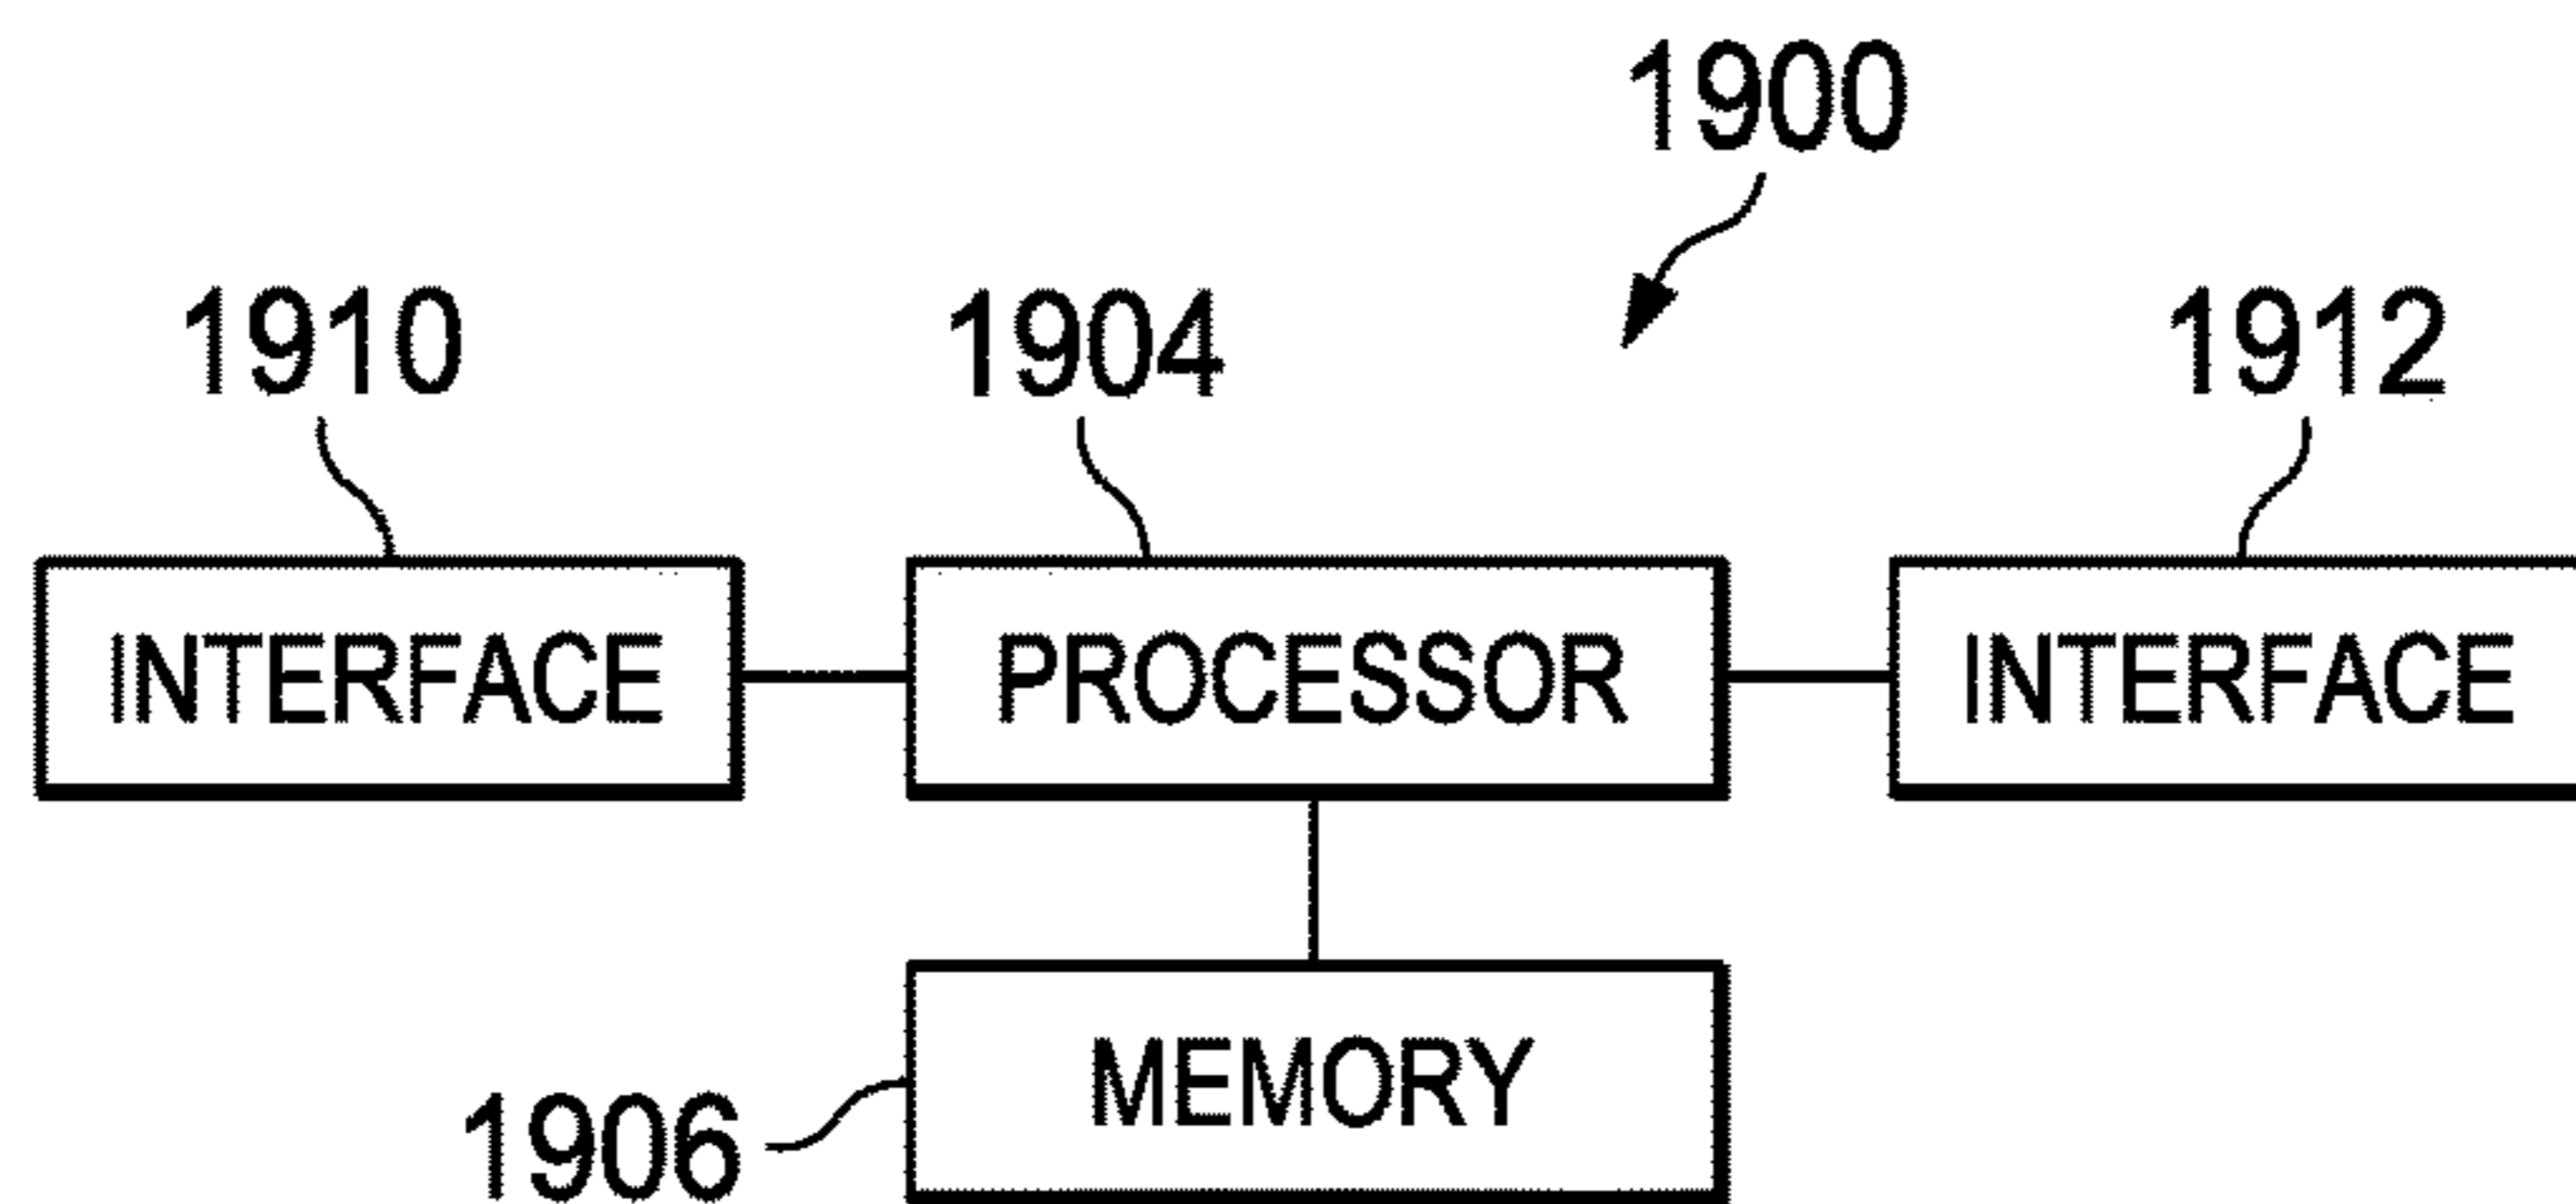 1900
1910 1904 1912
INTERFACE PROCESSOR INTERFACE
MEMORY
1906